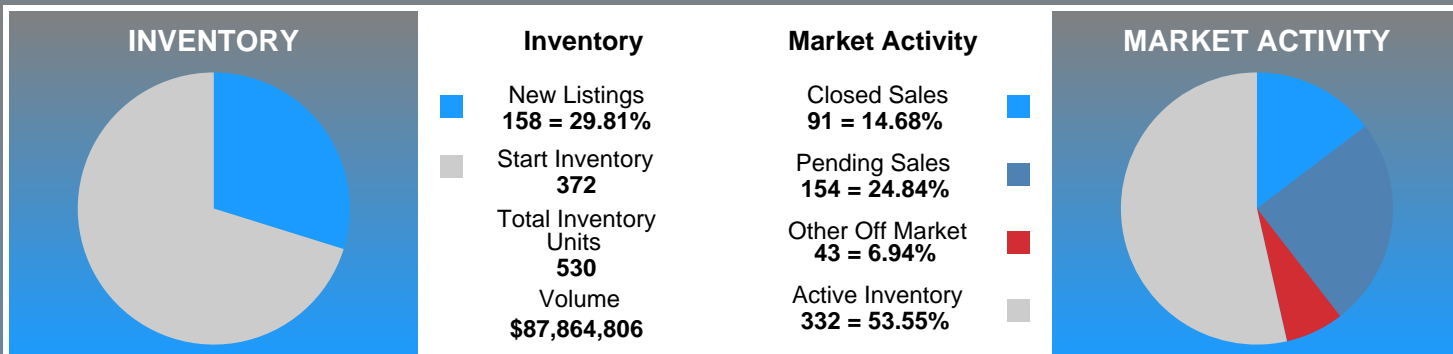 INVENTORY
Inventory
New Listings
158 = 29.81%
Start Inventory
372
Total Inventory
Units
530
Volume
$87,864,806
Market Activity
Closed Sales
91 = 14.68%
Pending Sales
154 = 24.84%
Other Off Market
43 = 6.94%
Active Inventory
332 = 53.55%
MARKET ACTIVITY